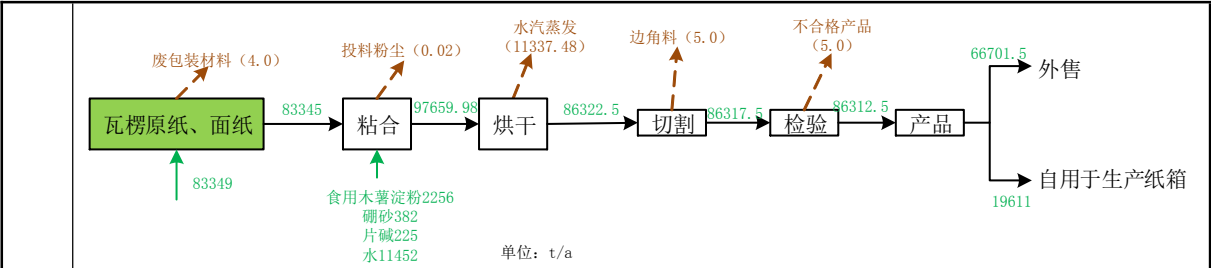 水汽蒸发
(11337.48)
废包装材料（4.0）
投料粉尘（0.02）
边角料（5.0）
不合格产品
（5.0）
66701.5
外售
瓦楞原纸、面纸
83345
粘合
97659.98
烘干
86322.5
切割
86317.5
检验
86312.5
产品
83349
自用于生产纸箱
19611
食用木薯淀粉2256
硼砂382
片碱225
水11452
单位：t/a